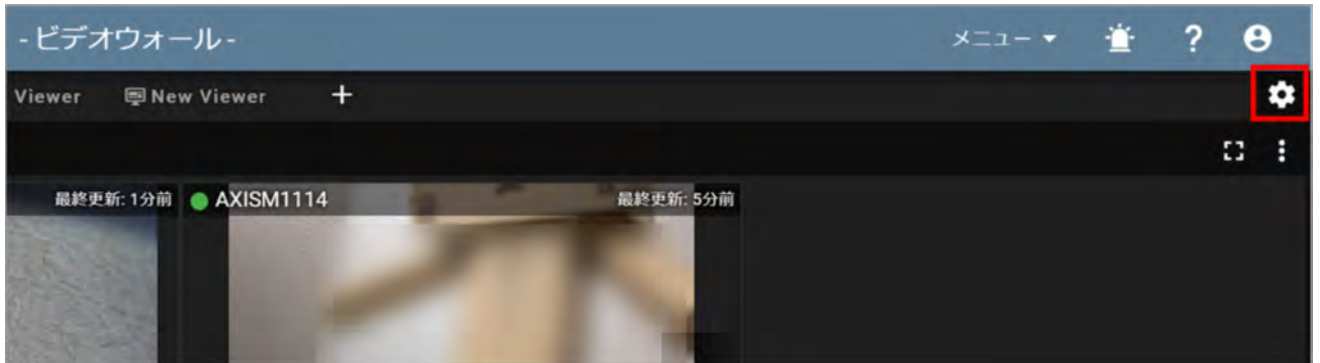 - ビデオウォール -
メニュー
?
Viewer
New Viewer
+
最終更新: 1分前
AXISM1114
最終更新: 5分前